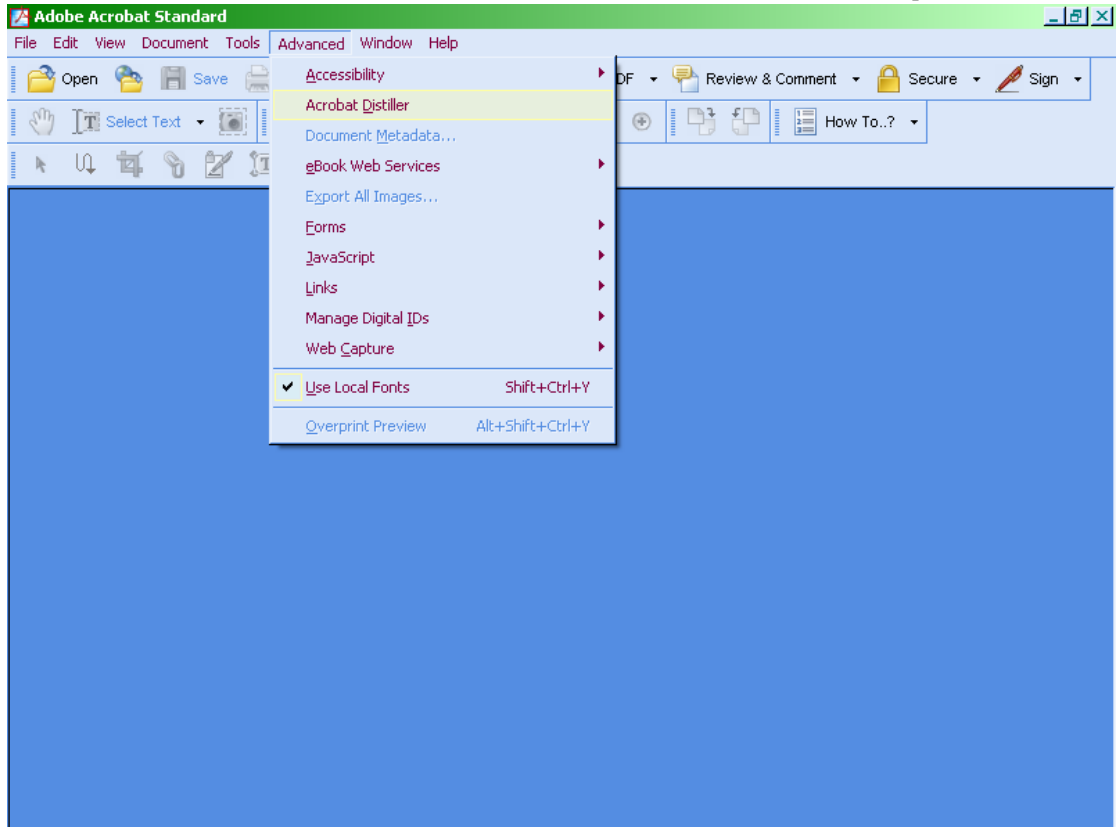 Adobe Acrobat Standard
File Edit View Document Tools Advanced Window Help
Open Save DF Review & Comment Secure Sign
Select Text How To..?
Accessibility
Acrobat Distiller
Document Metadata...
eBook Web Services
Export All Images...
Forms
JavaScript
Links
Manage Digital IDs
Web Capture
Use Local Fonts Shift+Ctrl+Y
Overprint Preview Alt+Shift+Ctrl+Y